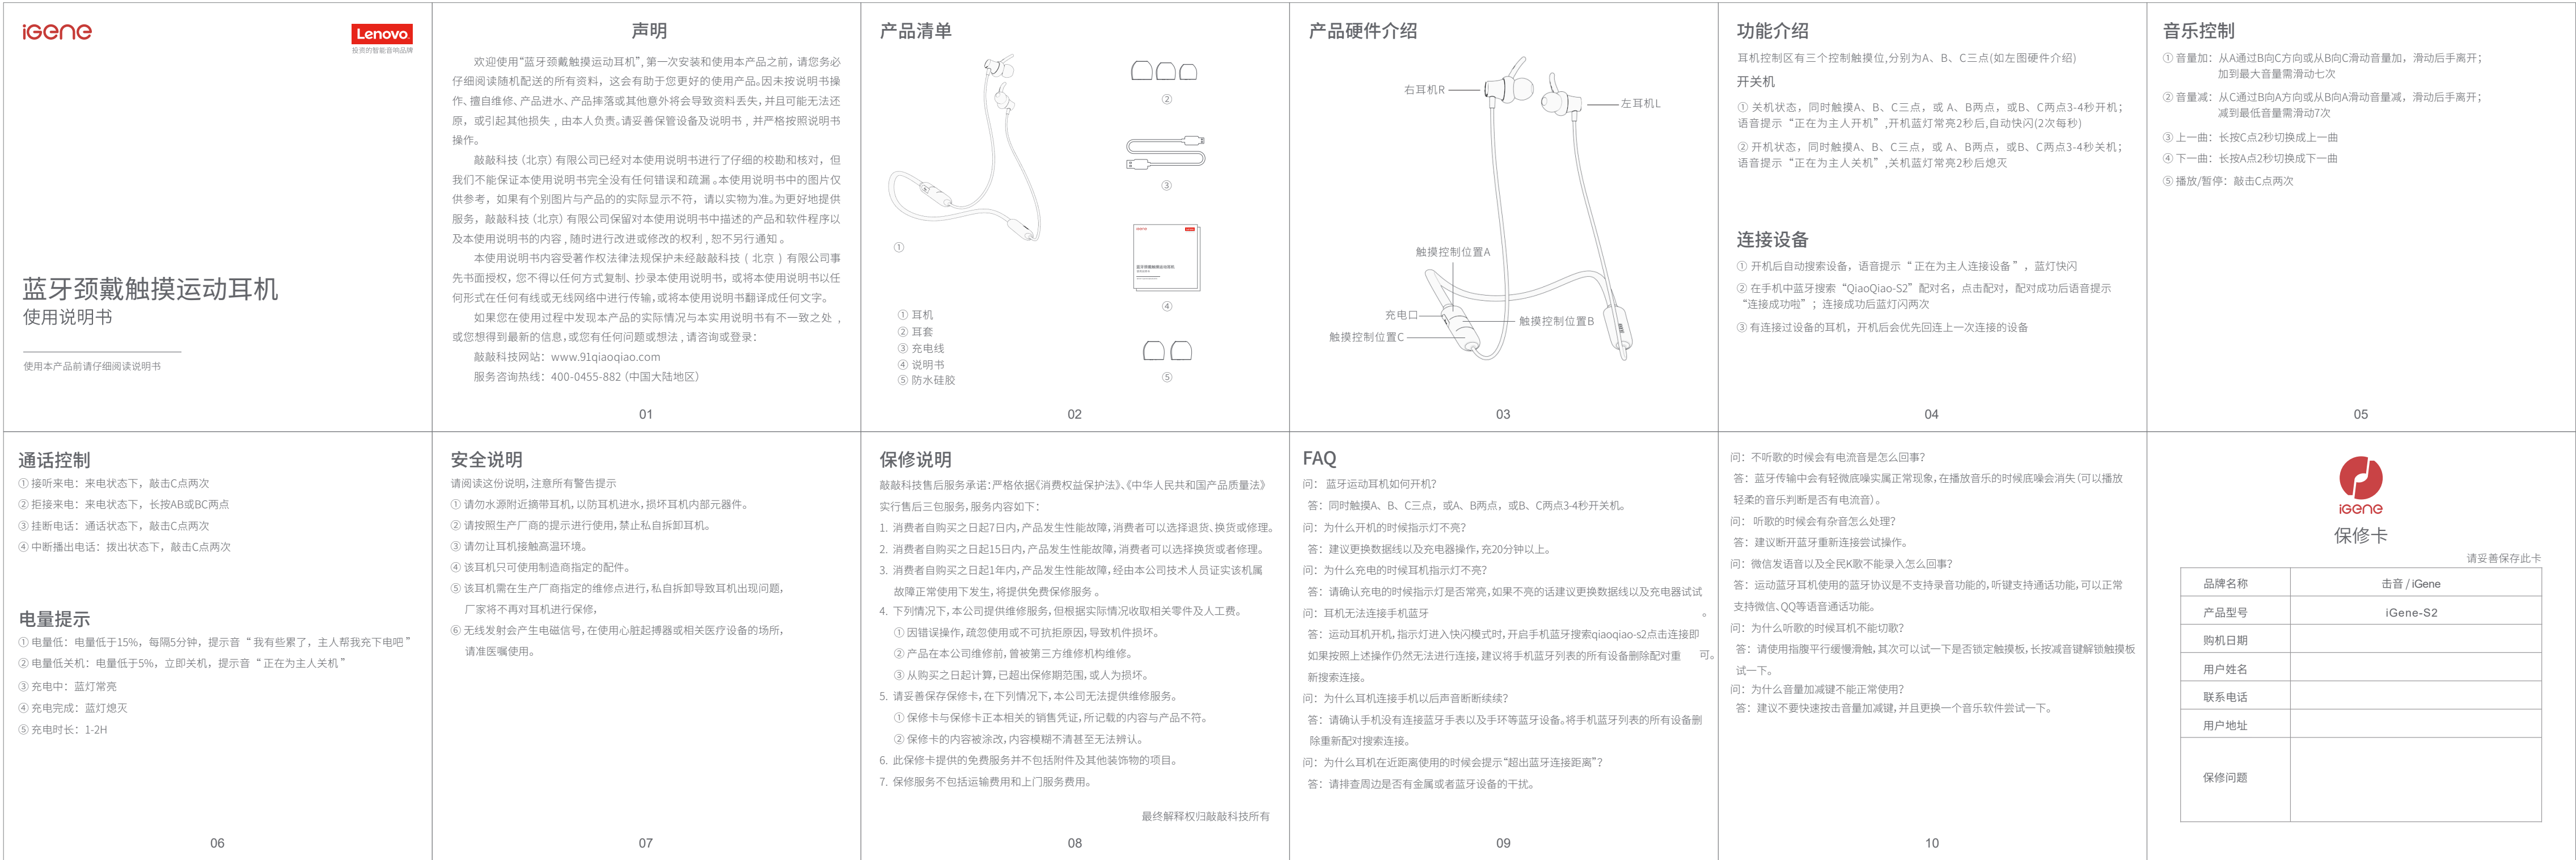 iGene
Lenovo
投资的智能音响品牌
蓝牙颈戴触摸运动耳机
使用说明书
使用本产品前请仔细阅读说明书
声明
欢迎使用“蓝牙颈戴触摸运动耳机”, 第一次安装和使用本产品之前，请您务必
仔细阅读随机配送的所有资料，这会有助于您更好的使用产品。因未按说明书操
作、擅自维修、产品进水、产品摔落或其他意外将会导致资料丢失，并且可能无法还
原，或引起其他损失 , 由本人负责。请妥善保管设备及说明书 , 并严格按照说明书
操作。
敲敲科技（北京）有限公司已经对本使用说明书进行了仔细的校勘和核对，但
我们不能保证本使用说明书完全没有任何错误和疏漏 。本使用说明书中的图片仅
供参考，如果有个别图片与产品的的实际显示不符，请以实物为准。为更好地提供
服务，敲敲科技（北京）有限公司保留对本使用说明书中描述的产品和软件程序以
及本使用说明书的内容 , 随时进行改进或修改的权利 , 恕不另行通知 。
本使用说明书内容受著作权法律法规保护未经敲敲科技 ( 北京 ) 有限公司事
先书面授权，您不得以任何方式复制、抄录本使用说明书，或将本使用说明书以任
何形式在任何有线或无线网络中进行传输，或将本使用说明书翻译成任何文字。
如果您在使用过程中发现本产品的实际情况与本实用说明书有不一致之处 ,
或您想得到最新的信息，或您有任何问题或想法 , 请咨询或登录：
敲敲科技网站：www.91qiaoqiao.com
服务咨询热线：400-0455-882（中国大陆地区）
01
产品清单
①
②
③
iGene
Lenovo
蓝牙颈戴触摸运动耳机
④
⑤
① 耳机
② 耳套
③ 充电线
④ 说明书
⑤ 防水硅胶
02
产品硬件介绍
右耳机R
左耳机L
触摸控制位置A
充电口
触摸控制位置B
触摸控制位置C
03
功能介绍
耳机控制区有三个控制触摸位,分别为A、B、C三点(如左图硬件介绍)
开关机
① 关机状态，同时触摸A、B、C三点，或 A、B两点，或B、C两点3-4秒开机；
语音提示“正在为主人开机”,开机蓝灯常亮2秒后,自动快闪(2次每秒)
② 开机状态，同时触摸A、B、C三点，或 A、B两点，或B、C两点3-4秒关机；
语音提示“正在为主人关机”,关机蓝灯常亮2秒后熄灭
连接设备
① 开机后自动搜索设备，语音提示“ 正在为主人连接设备 ”，蓝灯快闪
② 在手机中蓝牙搜索“QiaoQiao-S2”配对名，点击配对，配对成功后语音提示
“连接成功啦”；连接成功后蓝灯闪两次
③ 有连接过设备的耳机，开机后会优先回连上一次连接的设备
04
音乐控制
① 音量加：从A通过B向C方向或从B向C滑动音量加，滑动后手离开；
加到最大音量需滑动七次
② 音量减：从C通过B向A方向或从B向A滑动音量减，滑动后手离开；
减到最低音量需滑动7次
③ 上一曲：长按C点2秒切换成上一曲
④ 下一曲：长按A点2秒切换成下一曲
⑤ 播放/暂停：敲击C点两次
05
通话控制
① 接听来电：来电状态下，敲击C点两次
② 拒接来电：来电状态下，长按AB或BC两点
③ 挂断电话：通话状态下，敲击C点两次
④ 中断播出电话：拨出状态下，敲击C点两次
电量提示
① 电量低：电量低于15%，每隔5分钟，提示音“ 我有些累了，主人帮我充下电吧 ”
② 电量低关机：电量低于5%，立即关机，提示音“ 正在为主人关机 ”
③ 充电中：蓝灯常亮
④ 充电完成：蓝灯熄灭
⑤ 充电时长：1-2H
06
安全说明
请阅读这份说明，注意所有警告提示
① 请勿水源附近摘带耳机，以防耳机进水，损坏耳机内部元器件。
② 请按照生产厂商的提示进行使用，禁止私自拆卸耳机。
③ 请勿让耳机接触高温环境。
④ 该耳机只可使用制造商指定的配件。
⑤ 该耳机需在生产厂商指定的维修点进行，私自拆卸导致耳机出现问题，
厂家将不再对耳机进行保修，
⑥ 无线发射会产生电磁信号，在使用心脏起搏器或相关医疗设备的场所，
请准医嘱使用。
07
保修说明
敲敲科技售后服务承诺：严格依据《消费权益保护法》、《中华人民共和国产品质量法》
实行售后三包服务，服务内容如下：
1. 消费者自购买之日起7日内，产品发生性能故障，消费者可以选择退货、换货或修理。
2. 消费者自购买之日起15日内，产品发生性能故障，消费者可以选择换货或者修理。
3. 消费者自购买之日起1年内，产品发生性能故障，经由本公司技术人员证实该机属
故障正常使用下发生，将提供免费保修服务 。
4. 下列情况下，本公司提供维修服务，但根据实际情况收取相关零件及人工费。
① 因错误操作，疏忽使用或不可抗拒原因，导致机件损坏。
② 产品在本公司维修前，曾被第三方维修机构维修。
③ 从购买之日起计算，已超出保修期范围，或人为损坏。
5. 请妥善保存保修卡，在下列情况下，本公司无法提供维修服务。
① 保修卡与保修卡正本相关的销售凭证，所记载的内容与产品不符。
② 保修卡的内容被涂改，内容模糊不清甚至无法辨认。
6. 此保修卡提供的免费服务并不包括附件及其他装饰物的项目。
7. 保修服务不包括运输费用和上门服务费用。
最终解释权归敲敲科技所有
08
FAQ
问： 蓝牙运动耳机如何开机？
答：同时触摸A、B、C三点，或A、B两点，或B、C两点3-4秒开关机。
问：为什么开机的时候指示灯不亮？
答：建议更换数据线以及充电器操作，充20分钟以上。
问：为什么充电的时候耳机指示灯不亮？
答：请确认充电的时候指示灯是否常亮，如果不亮的话建议更换数据线以及充电器试试
问：耳机无法连接手机蓝牙 。
答：运动耳机开机，指示灯进入快闪模式时，开启手机蓝牙搜索qiaoqiao-s2点击连接即
如果按照上述操作仍然无法进行连接，建议将手机蓝牙列表的所有设备删除配对重 可。
新搜索连接。
问：为什么耳机连接手机以后声音断断续续？
答：请确认手机没有连接蓝牙手表以及手环等蓝牙设备。将手机蓝牙列表的所有设备删
除重新配对搜索连接。
问：为什么耳机在近距离使用的时候会提示“超出蓝牙连接距离”？
答：请排查周边是否有金属或者蓝牙设备的干扰。
09
问：不听歌的时候会有电流音是怎么回事？
答：蓝牙传输中会有轻微底噪实属正常现象，在播放音乐的时候底噪会消失（可以播放
轻柔的音乐判断是否有电流音）。
问： 听歌的时候会有杂音怎么处理？
答：建议断开蓝牙重新连接尝试操作。
问：微信发语音以及全民K歌不能录入怎么回事？
答：运动蓝牙耳机使用的蓝牙协议是不支持录音功能的，听键支持通话功能，可以正常
支持微信、QQ等语音通话功能。
问：为什么听歌的时候耳机不能切歌？
答：请使用指腹平行缓慢滑触，其次可以试一下是否锁定触摸板，长按减音键解锁触摸板
试一下。
问：为什么音量加减键不能正常使用？
答：建议不要快速按击音量加减键，并且更换一个音乐软件尝试一下。
10
iGene
保修卡
请妥善保存此卡
品牌名称 击音 / iGene
产品型号 iGene-S2
购机日期
用户姓名
联系电话
用户地址
保修问题